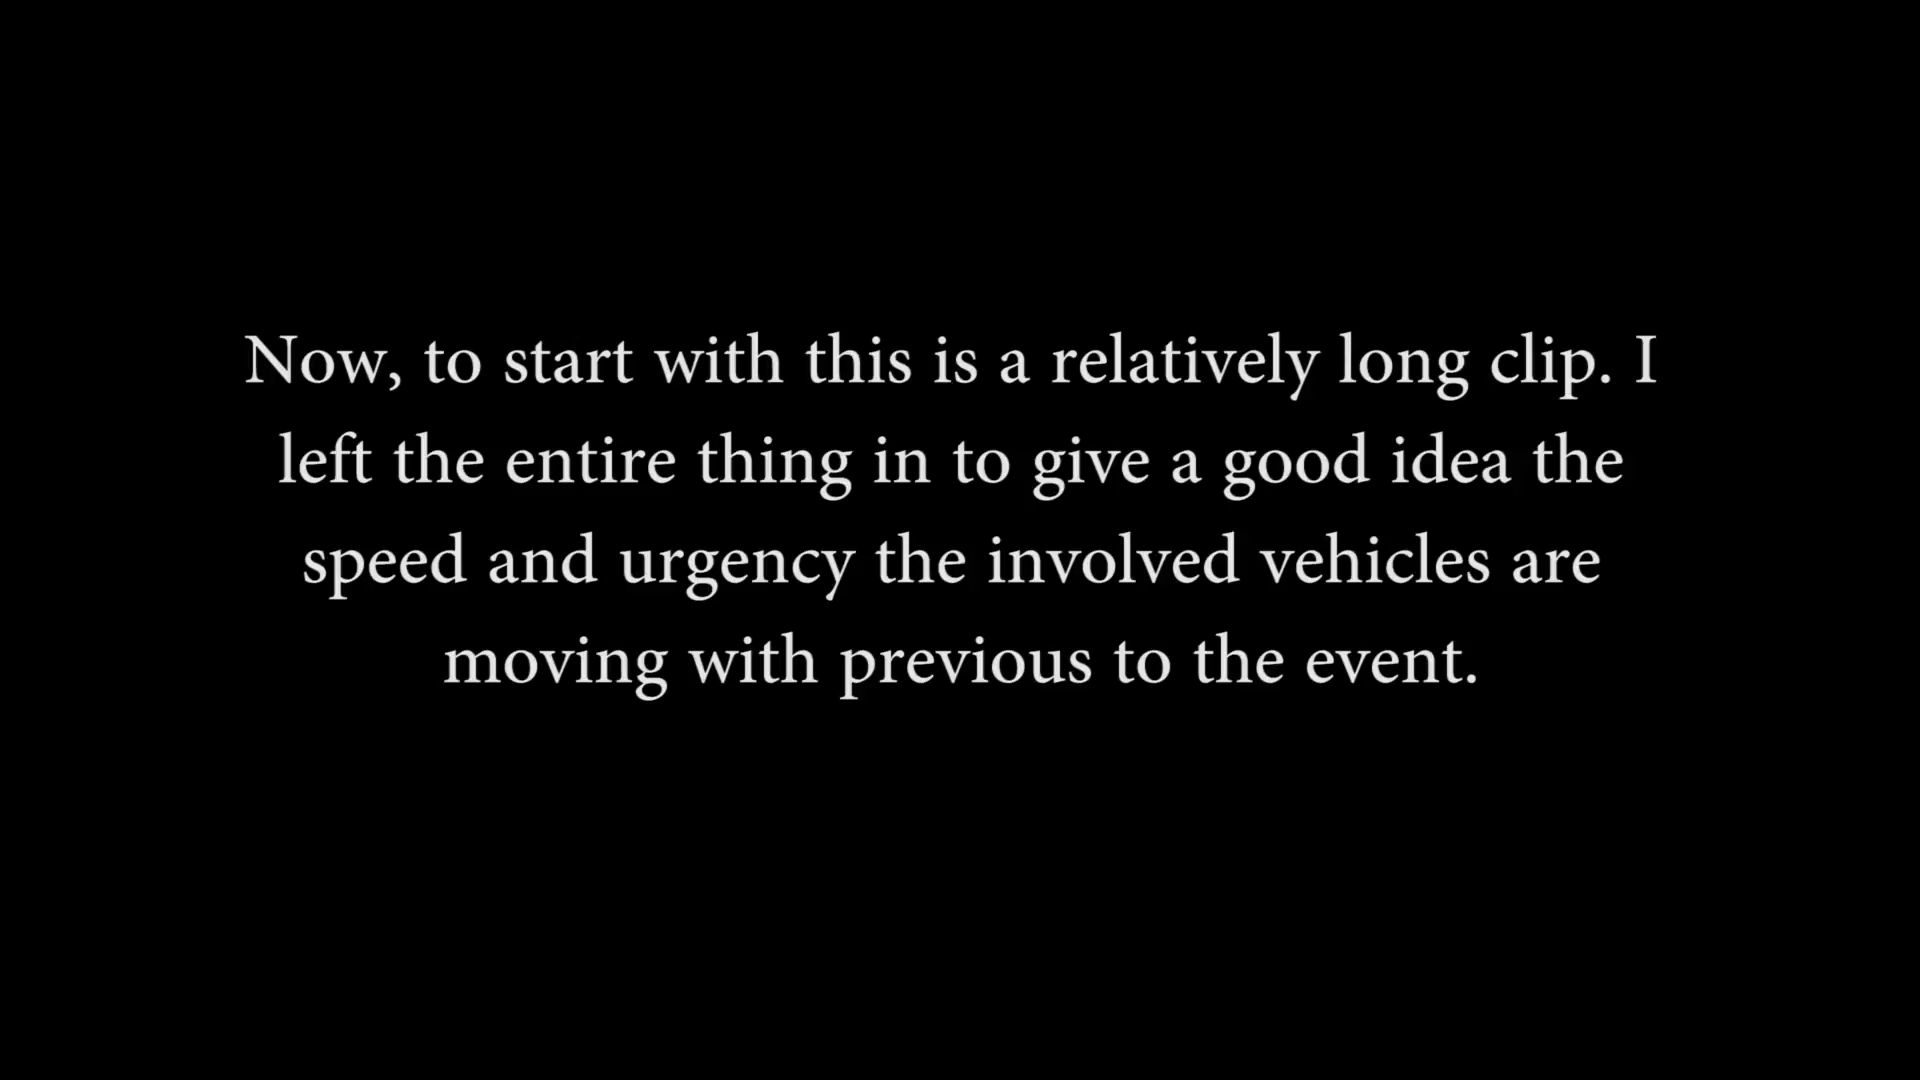 Now, to start with this is a relatively long clip. I
left the entire thing in to give a good idea the
speed and urgency the involved vehicles are
moving with previous to the event.